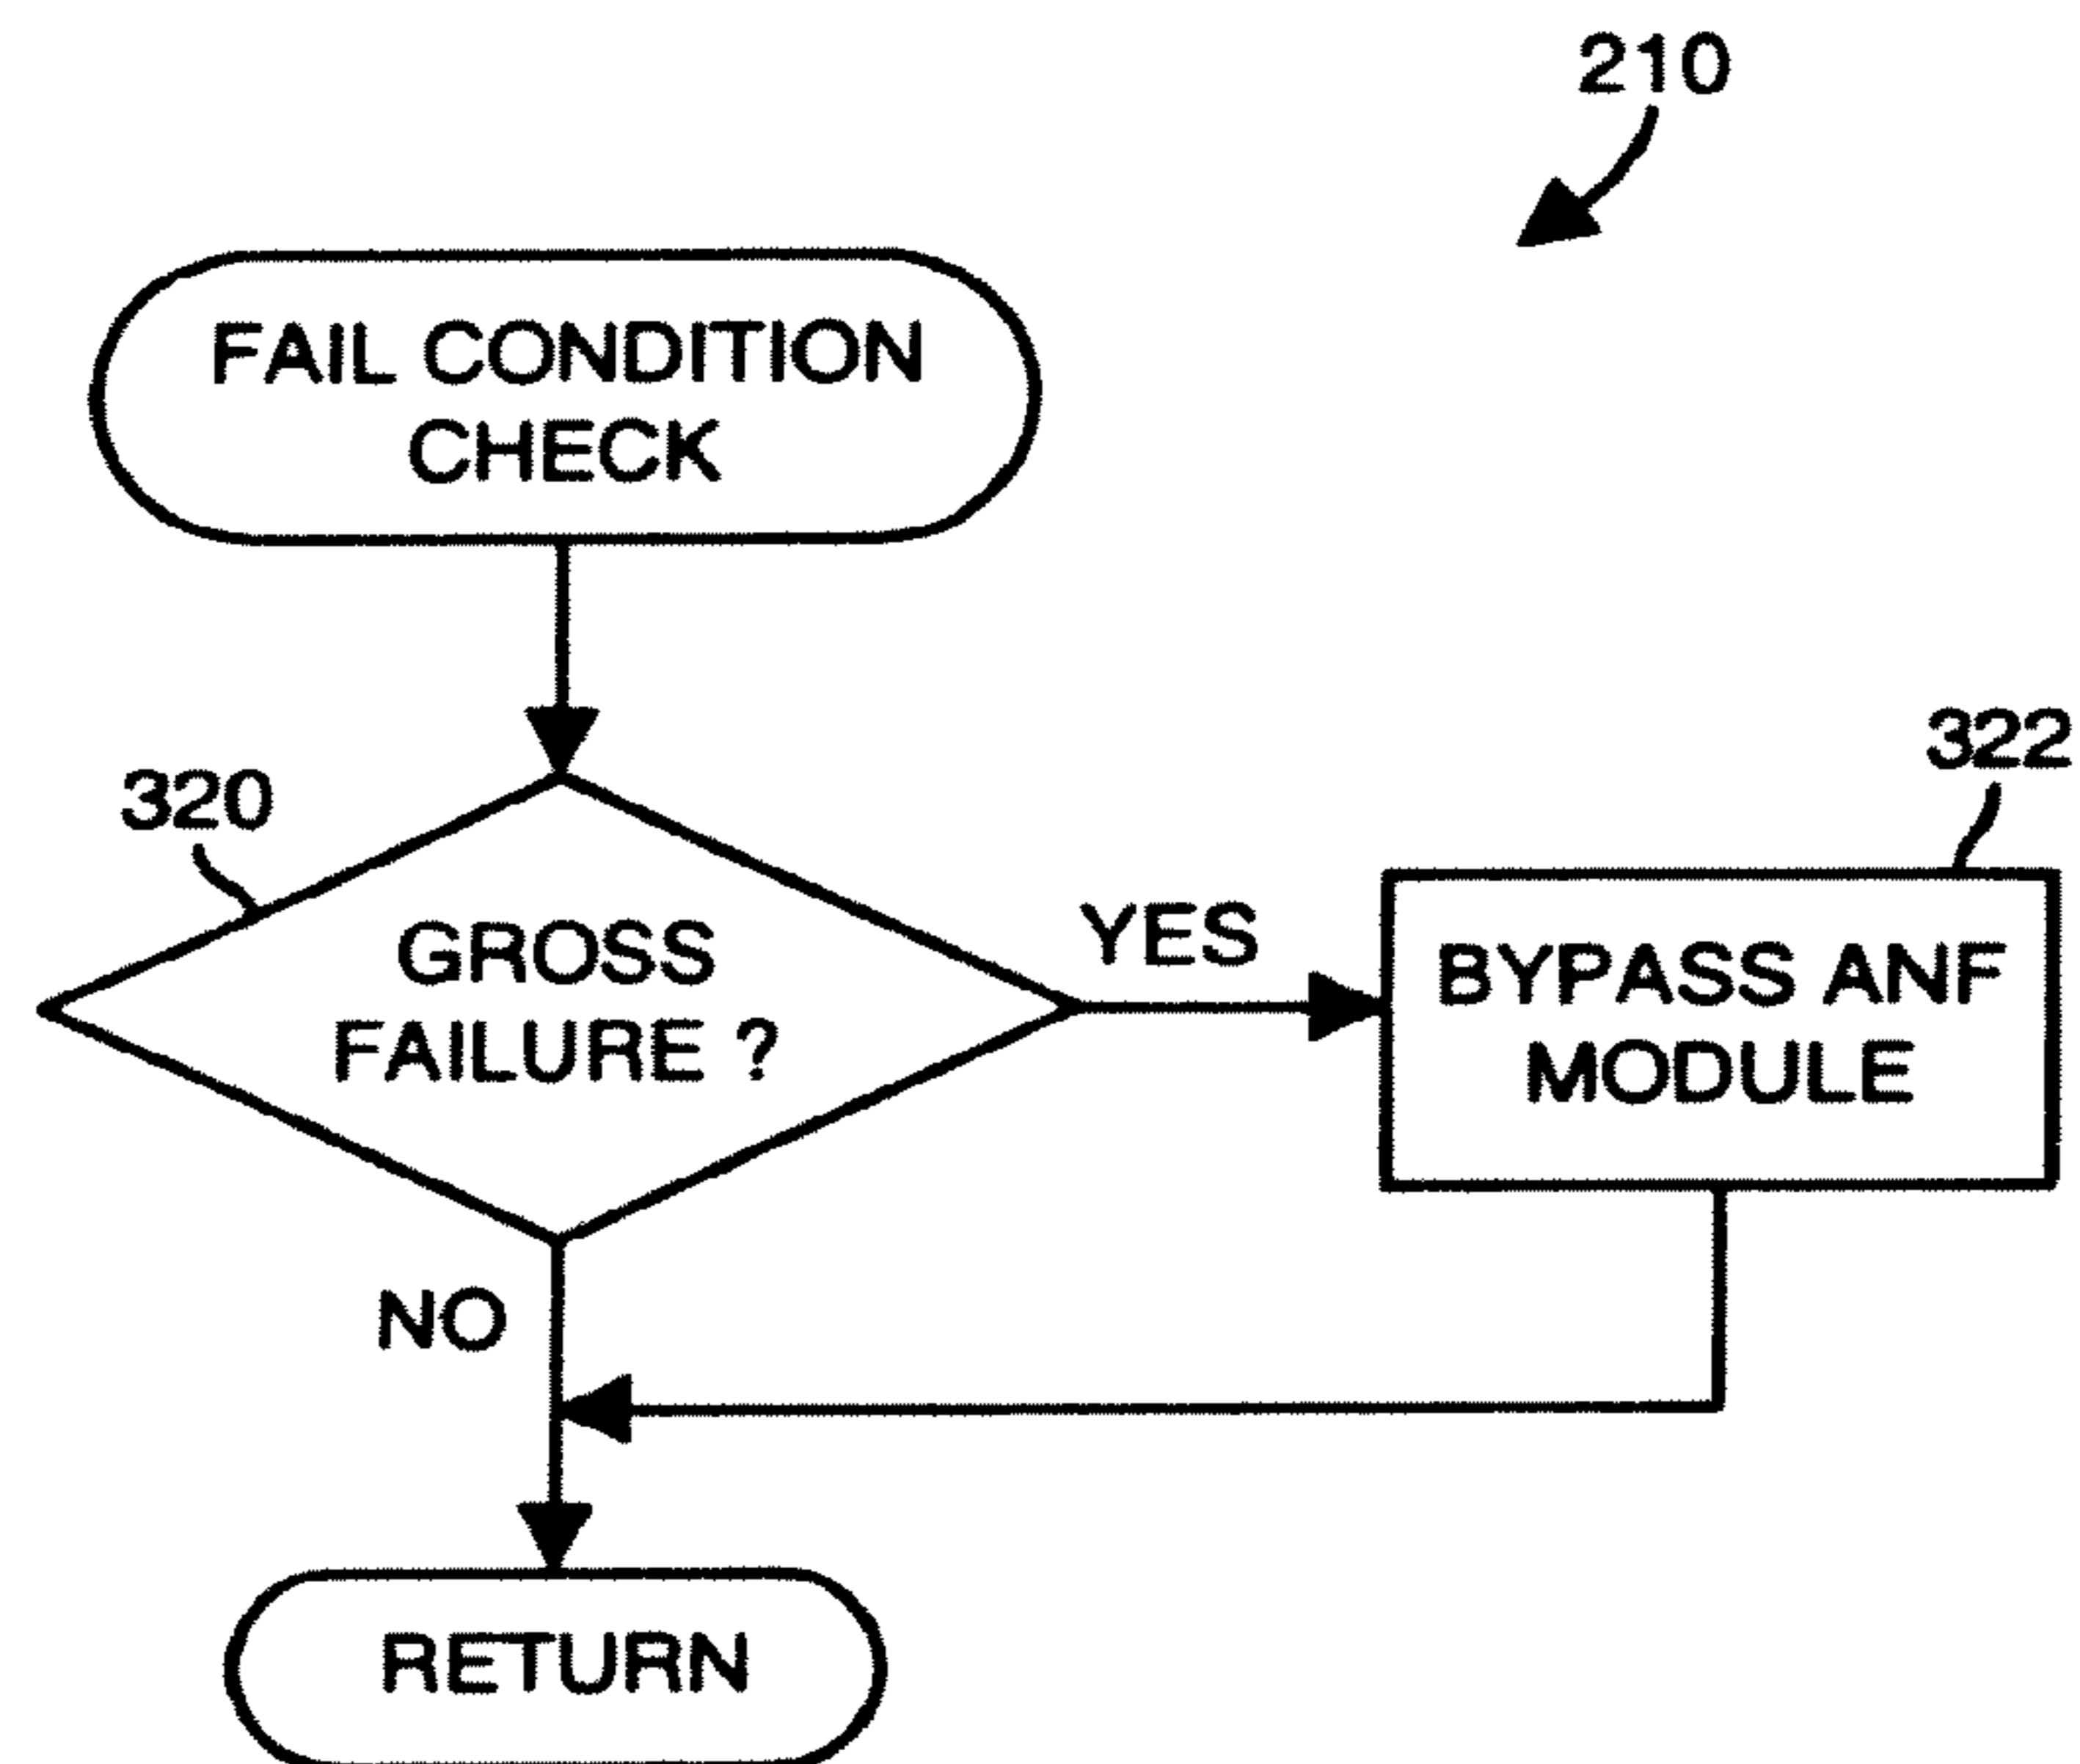 210
FAIL CONDITION
CHECK
320
GROSS
FAILURE ?
YES
322
BYPASS ANF
MODULE
NO
RETURN